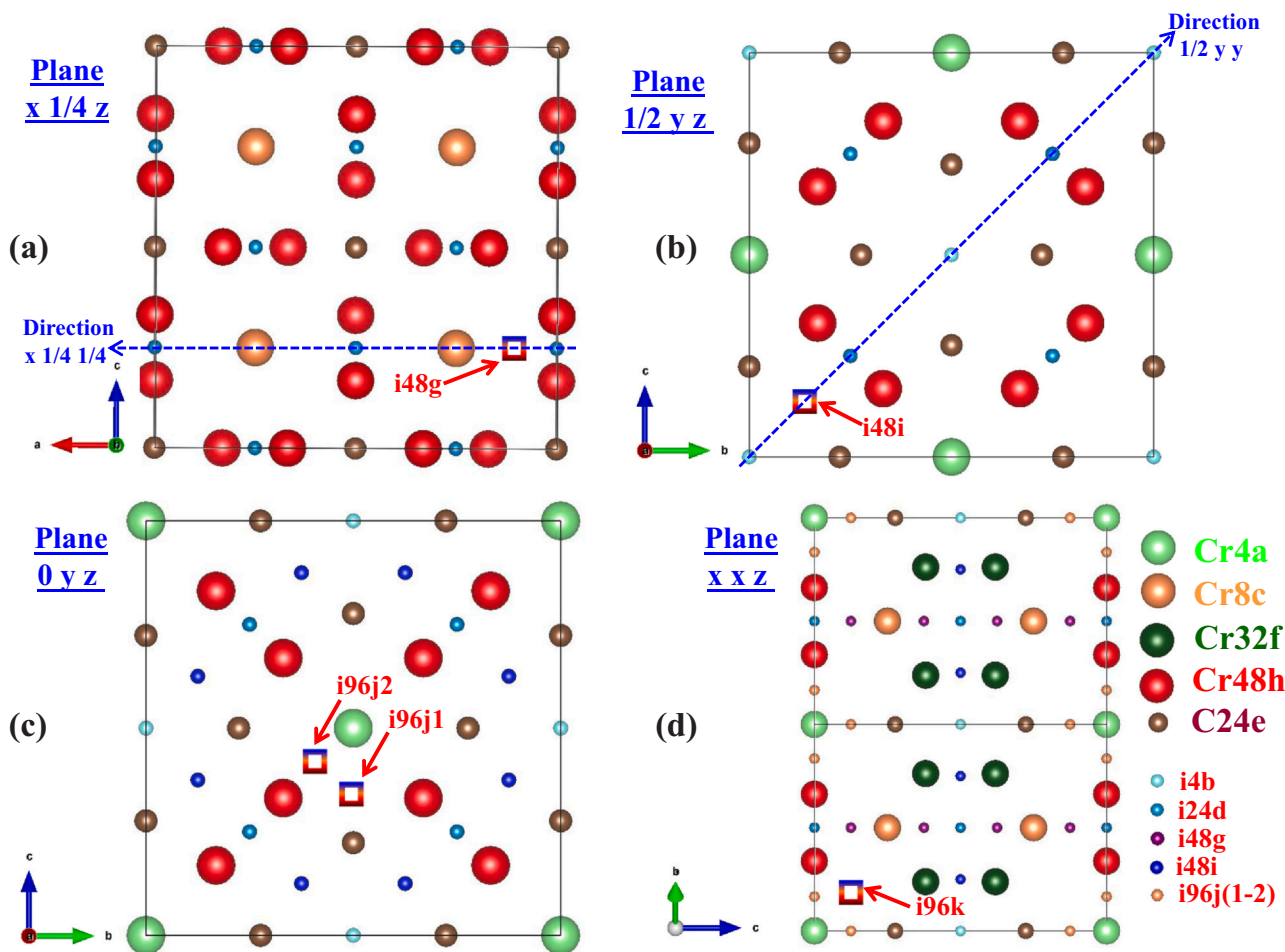 Plane
x 1/4 z
(a)
Direction
x 1/4 1/4
i48g
c
a
b
Plane
1/2 y z
Direction
1/2 y y
(b)
i48i
c
a
b
Plane
0 y z
(c)
i96j2
i96j1
c
a
b
Plane
x x z
(d)
i96k
b
c
Cr4a
Cr8c
Cr32f
Cr48h
C24e
i4b
i24d
i48g
i48i
i96j(1-2)